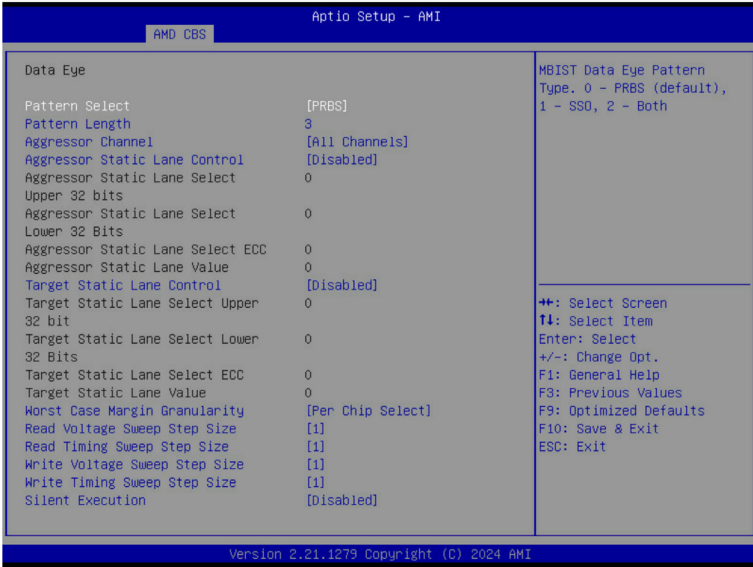 Aptio Setup - AMI
AMD CBS
Data Eye
Pattern Select [PRBS]
Pattern Length 3
Aggressor Channel [All Channels]
Aggressor Static Lane Control [Disabled]
Aggressor Static Lane Select 0
Upper 32 bits
Aggressor Static Lane Select 0
Lower 32 Bits
Aggressor Static Lane Select ECC 0
Aggressor Static Lane Value 0
Target Static Lane Control [Disabled]
Target Static Lane Select Upper 0
32 bit
Target Static Lane Select Lower 0
32 Bits
Target Static Lane Select ECC 0
Target Static Lane Value 0
Worst Case Margin Granularity [Per Chip Select]
Read Voltage Sweep Step Size [1]
Read Timing Sweep Step Size [1]
Write Voltage Sweep Step Size [1]
Write Timing Sweep Step Size [1]
Silent Execution [Disabled]
MBIST Data Eye Pattern
Type. 0 - PRBS (default),
1 - SSO, 2 - Both
→←: Select Screen
↑↓: Select Item
Enter: Select
+/-: Change Opt.
F1: General Help
F3: Previous Values
F9: Optimized Defaults
F10: Save & Exit
ESC: Exit
Version 2.21.1279 Copyright (C) 2024 AMI